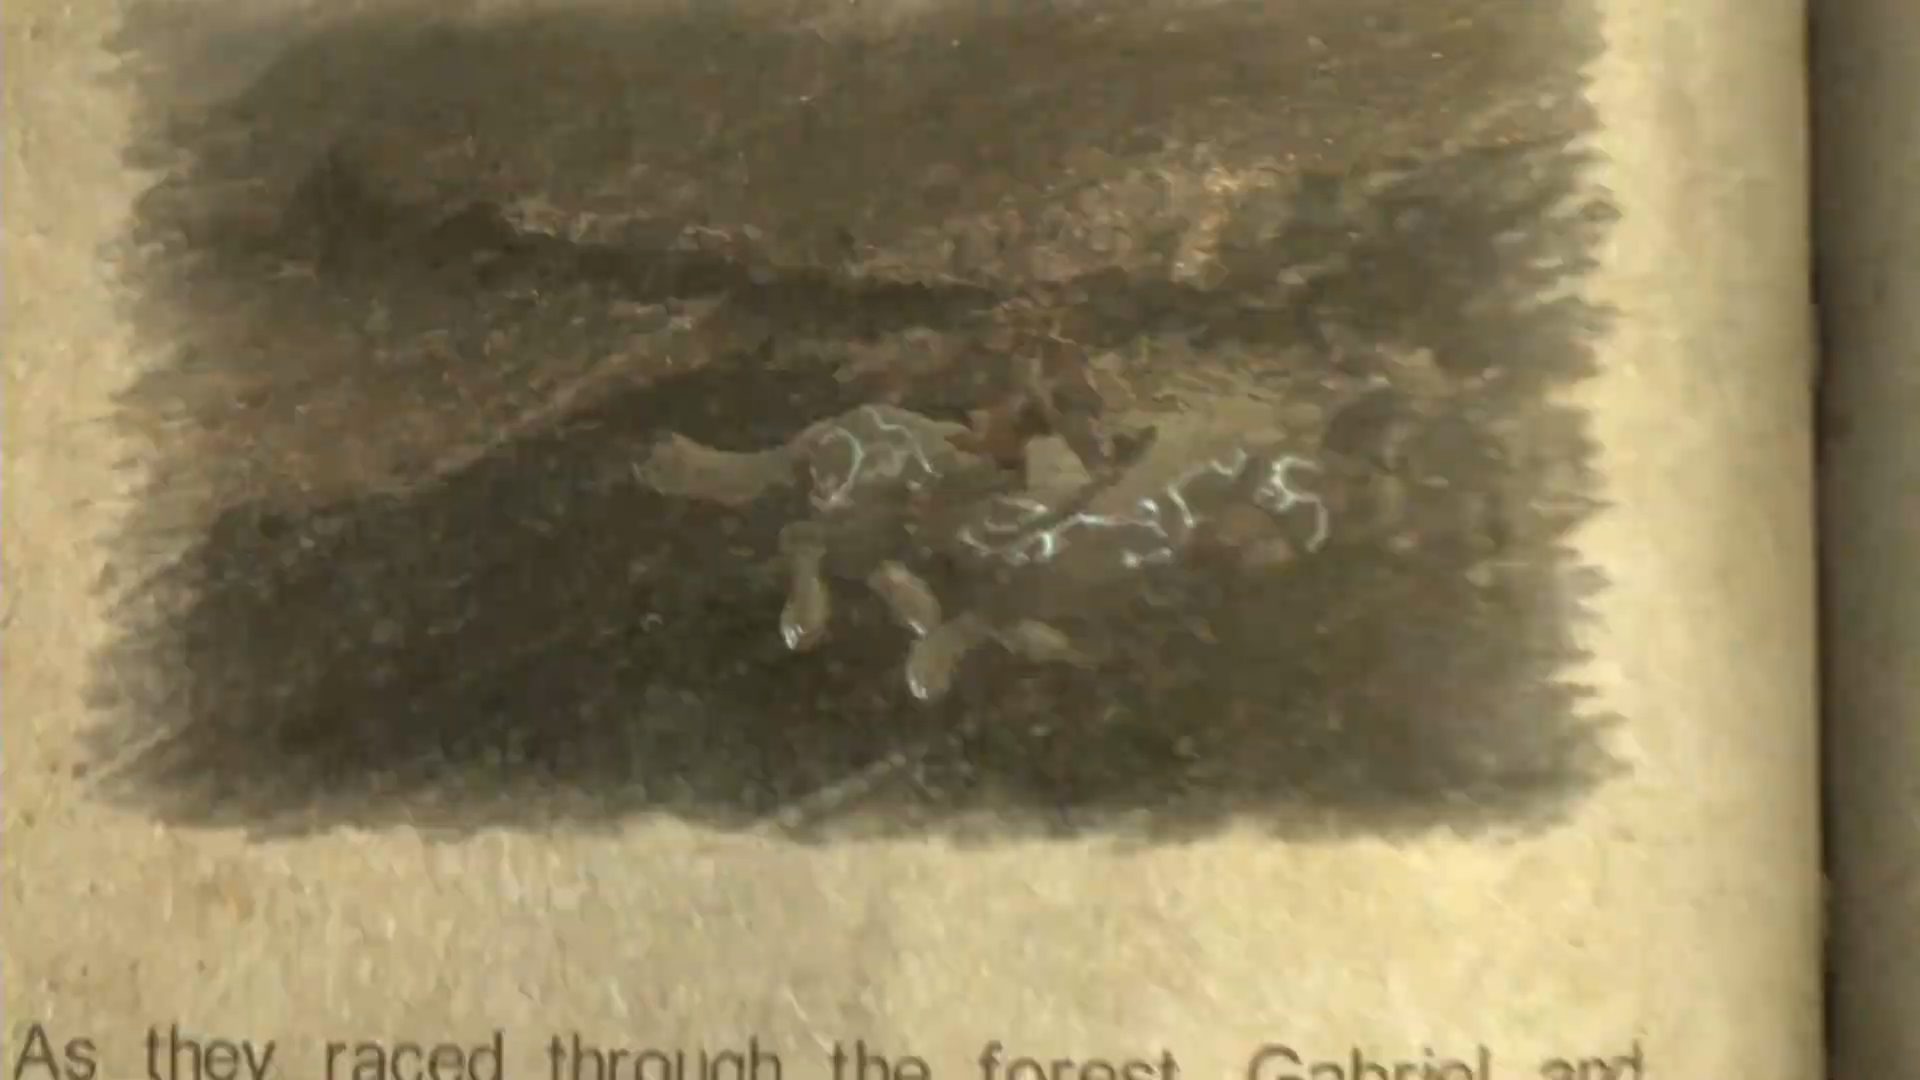 As they raced through the forest, Gabriel and